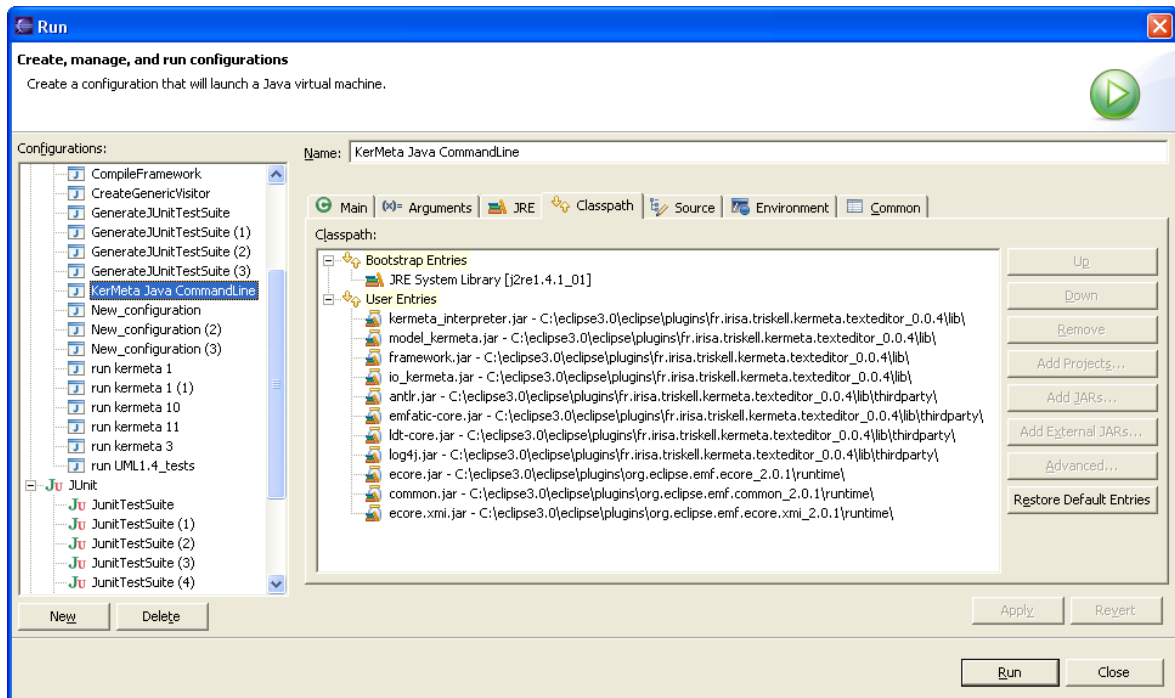 Run
Create, manage, and run configurations
Create a configuration that will launch a Java virtual machine.
Configurations:
CompileFramework
CreateGenericVisitor
GenerateJUnitTestSuite
GenerateJUnitTestSuite (1)
GenerateJUnitTestSuite (2)
GenerateJUnitTestSuite (3)
KerMeta Java CommandLine
New_configuration
New_configuration (2)
New_configuration (3)
run kermeta 1
run kermeta 1 (1)
run kermeta 10
run kermeta 11
run kermeta 3
run UML1.4_tests
JU JUnit
JU JunitTestSuite
JU JunitTestSuite (1)
JU JunitTestSuite (2)
JU JunitTestSuite (3)
JU JunitTestSuite (4)
New Delete
Name: KerMeta Java CommandLine
Main (x)= Arguments JRE Classpath Source Environment Common
Classpath:
Bootstrap Entries
JRE System Library [j2re1.4.1_01]
User Entries
kermeta_interpreter.jar - C:\eclipse3.0\eclipse\plugins\fr.irisa.triskell.kermeta.texteditor_0.0.4\lib\
model_kermeta.jar - C:\eclipse3.0\eclipse\plugins\fr.irisa.triskell.kermeta.texteditor_0.0.4\lib\
framework.jar - C:\eclipse3.0\eclipse\plugins\fr.irisa.triskell.kermeta.texteditor_0.0.4\lib\
io_kermeta.jar - C:\eclipse3.0\eclipse\plugins\fr.irisa.triskell.kermeta.texteditor_0.0.4\lib\
antlr.jar - C:\eclipse3.0\eclipse\plugins\fr.irisa.triskell.kermeta.texteditor_0.0.4\lib\thirdparty\
emfatic-core.jar - C:\eclipse3.0\eclipse\plugins\fr.irisa.triskell.kermeta.texteditor_0.0.4\lib\thirdparty\
ldt-core.jar - C:\eclipse3.0\eclipse\plugins\fr.irisa.triskell.kermeta.texteditor_0.0.4\lib\thirdparty\
log4j.jar - C:\eclipse3.0\eclipse\plugins\fr.irisa.triskell.kermeta.texteditor_0.0.4\lib\thirdparty\
ecore.jar - C:\eclipse3.0\eclipse\plugins\org.eclipse.emf.ecore_2.0.1\runtime\
common.jar - C:\eclipse3.0\eclipse\plugins\org.eclipse.emf.common_2.0.1\runtime\
ecore.xmi.jar - C:\eclipse3.0\eclipse\plugins\org.eclipse.emf.ecore.xmi_2.0.1\runtime\
Up
Down
Remove
Add Projects...
Add JARs...
Add External JARs...
Advanced...
Restore Default Entries
Apply Revert
Run Close